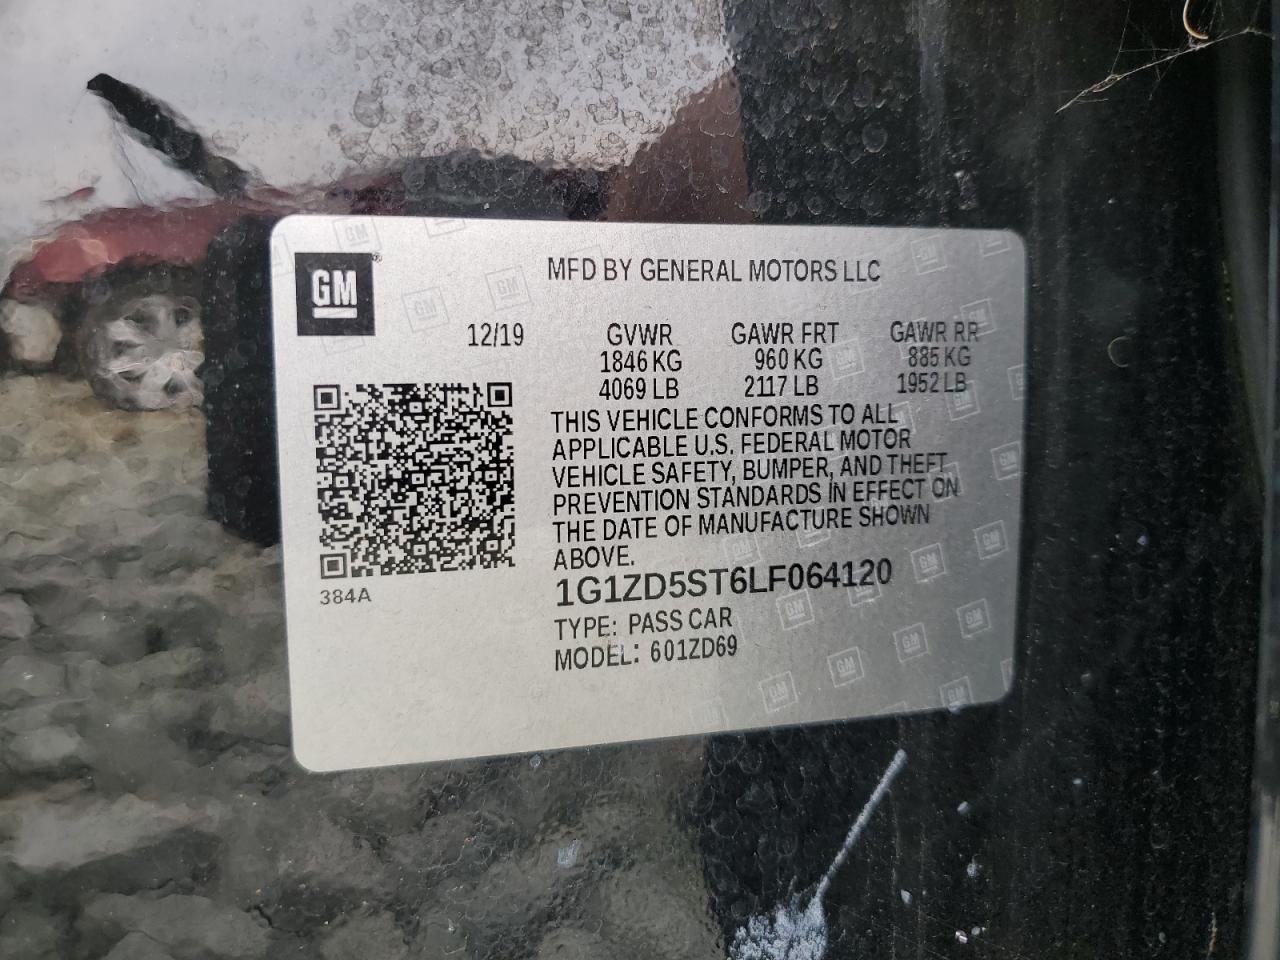 GM®
MFD BY GENERAL MOTORS LLC
12/19 GVWR GAWR FRT GAWR RR
1846 KG 960 KG 885 KG
4069 LB 2117 LB 1952 LB
THIS VEHICLE CONFORMS TO ALL
APPLICABLE U.S. FEDERAL MOTOR
VEHICLE SAFETY, BUMPER, AND THEFT
PREVENTION STANDARDS IN EFFECT ON
THE DATE OF MANUFACTURE SHOWN
ABOVE.
384A
1G1ZD5ST6LF064120
TYPE: PASS CAR
MODEL: 601ZD69